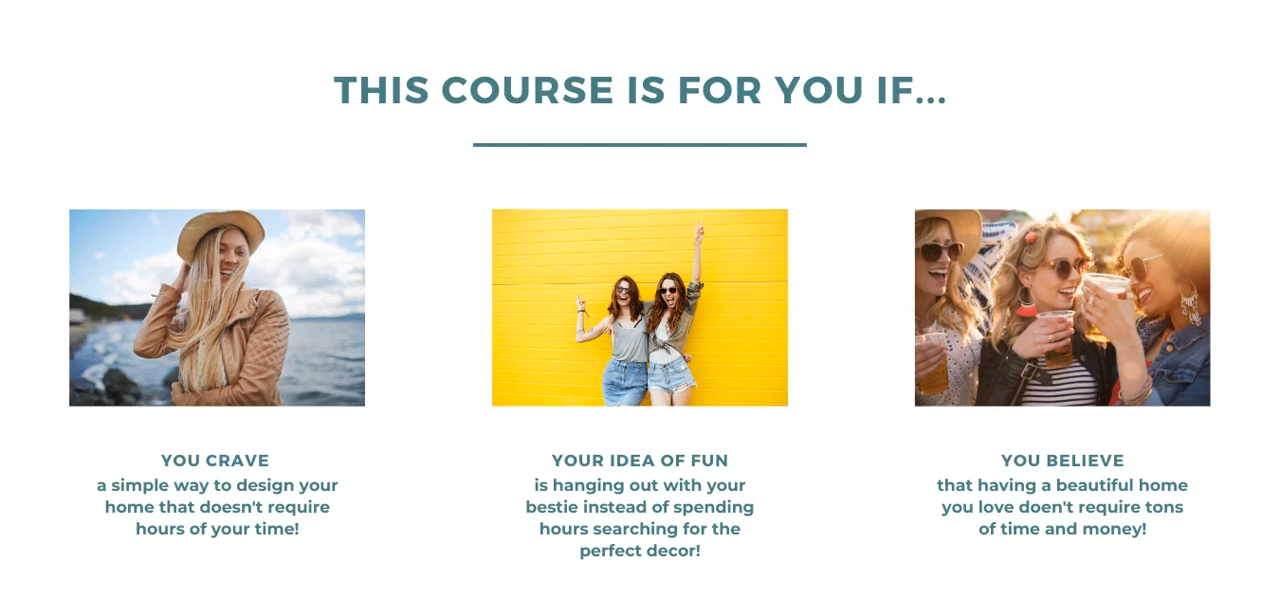 THIS COURSE IS FOR YOU IF...
YOU CRAVE
a simple way to design your
home that doesn't require
hours of your time!
YOUR IDEA OF FUN
is hanging out with your
bestie instead of spending
hours searching for the
perfect decor!
YOU BELIEVE
that having a beautiful home
you love doen't require tons
of time and money!